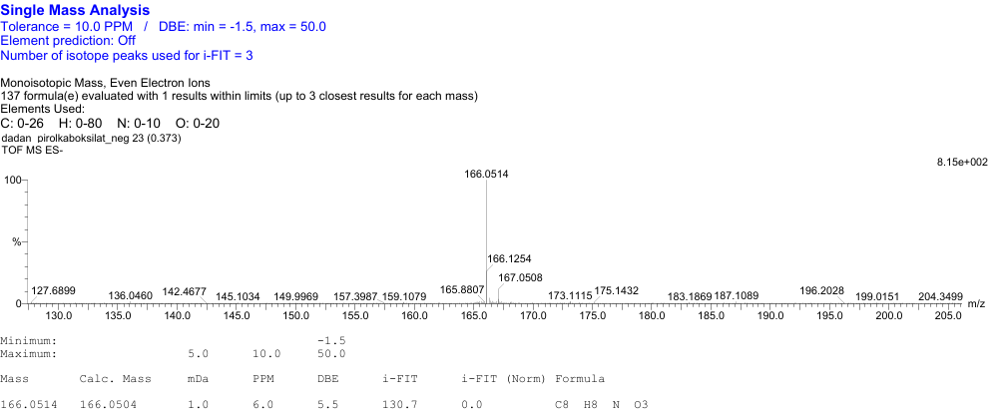 Single Mass Analysis
Tolerance = 10.0 PPM / DBE: min = -1.5, max = 50.0
Element prediction: Off
Number of isotope peaks used for i-FIT = 3
Monoisotopic Mass, Even Electron Ions
137 formula(e) evaluated with 1 results within limits (up to 3 closest results for each mass)
Elements Used:
C: 0-26 H: 0-80 N: 0-10 O: 0-20
dadan pirolkaboksilat_neg 23 (0.373)
TOF MS ES-
8.15e+002
100
166.0514
%
166.1254
167.0508
127.6899 136.0460 142.4677 145.1034 149.9969 157.3987 159.1079 165.8807 173.1115 175.1432 183.1869 187.1089 196.2028 199.0151 204.3499
0
m/z
130.0 135.0 140.0 145.0 150.0 155.0 160.0 165.0 170.0 175.0 180.0 185.0 190.0 195.0 200.0 205.0
Minimum: -1.5
Maximum: 5.0 10.0 50.0
Mass Calc. Mass mDa PPM DBE i-FIT i-FIT (Norm) Formula
166.0514 166.0504 1.0 6.0 5.5 130.7 0.0 C8 H8 N O3